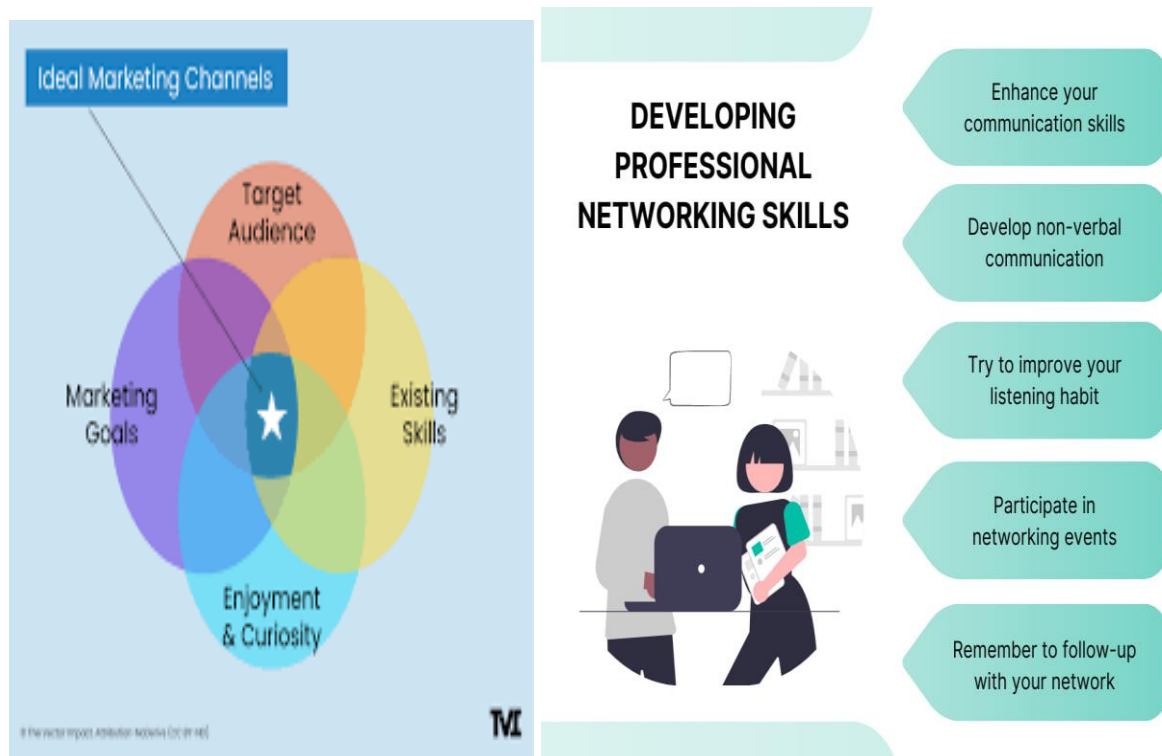 Ideal Marketing Channels
Target
Audience
Marketing
Goals
Existing
Skills
Enjoyment
& Curiosity
TVI
DEVELOPING
PROFESSIONAL
NETWORKING SKILLS
Enhance your
communication skills
Develop non-verbal
communication
Try to improve your
listening habit
Participate in
networking events
Remember to follow-up
with your network